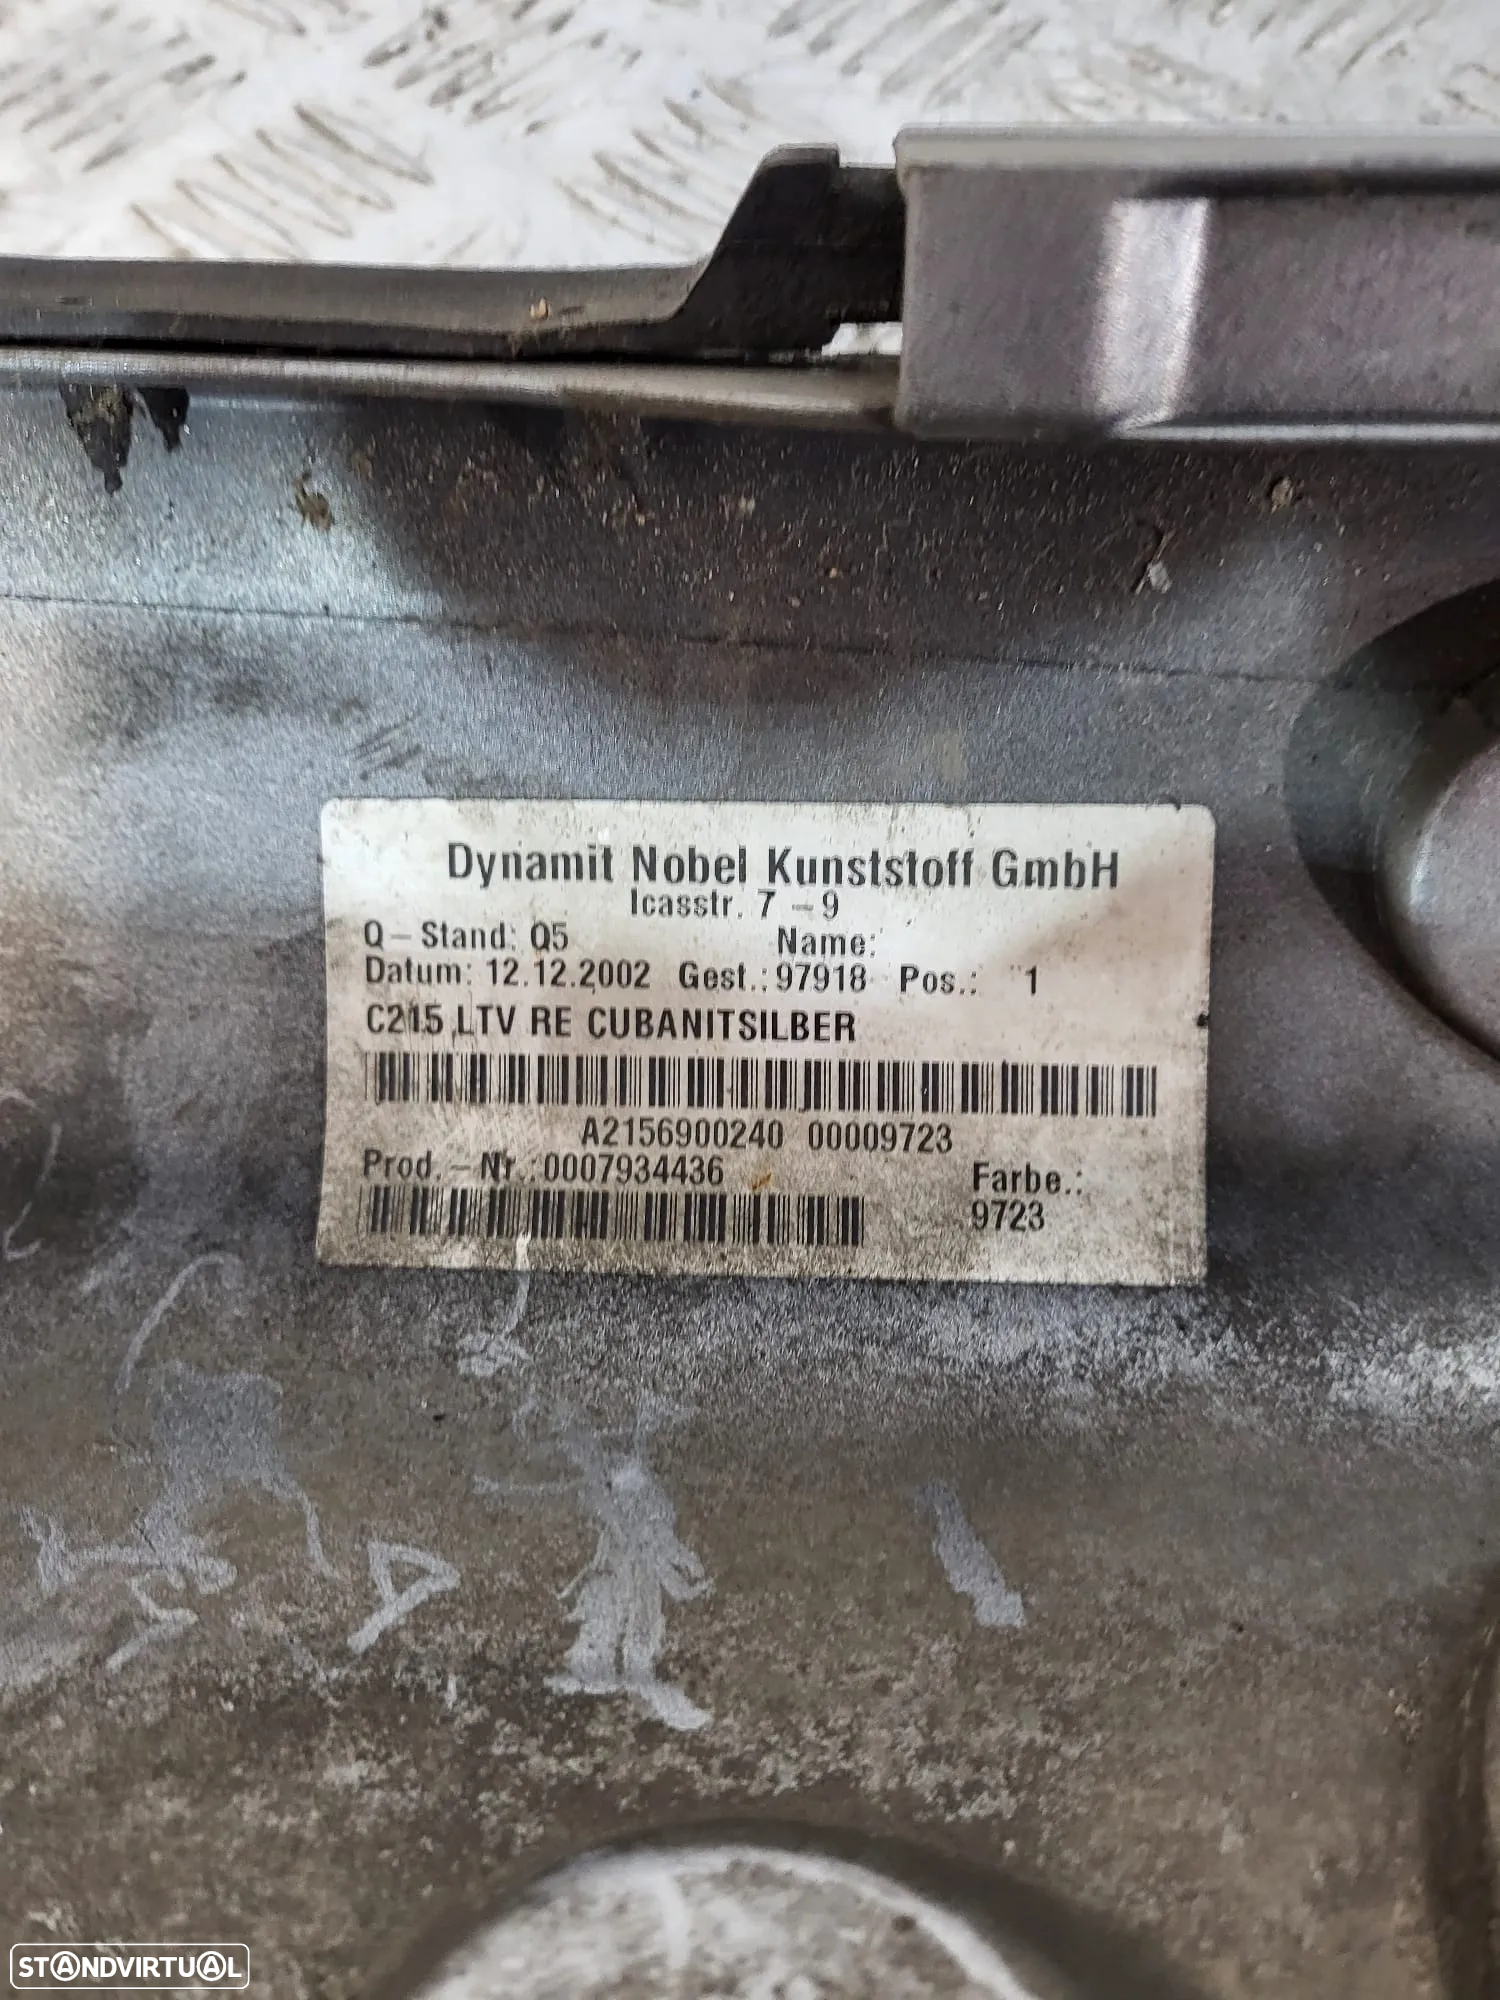 Dynamit Nobel Kunststoff GmbH
Icasstr. 7 - 9
Q - Stand: Q5 Name:
Datum: 12.12.2002 Gest.: 97918 Pos.: 1
C215 LTV RE CUBANITSILBER
A2156900240 00009723
Prod. - Nr.: 0007934436 Farbe.:
9723
STANDVIRTUAL